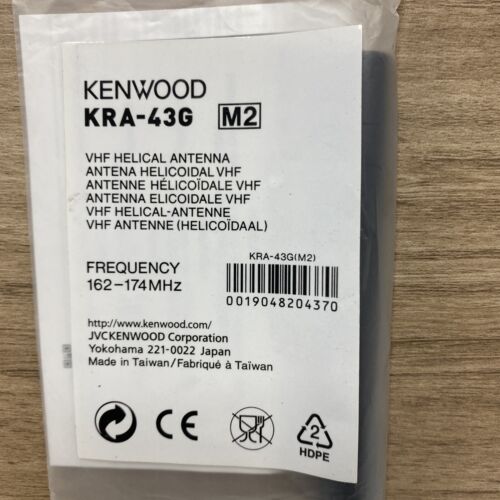 KENWOOD
KRA-43G M2
VHF HELICAL ANTENNA
ANTENA HELICOIDAL VHF
ANTENNE HÉLICOÏDALE VHF
ANTENNA ELICOIDALE VHF
VHF HELICAL-ANTENNE
VHF ANTENNE (HELICOÏDAAL)
FREQUENCY
162-174MHz
KRA-43G(M2)
0019048204370
http://www.kenwood.com/
JVCKENWOOD Corporation
Yokohama 221-0022 Japan
Made in Taiwan/Fabriqué à Taïwan
CE
2
HDPE